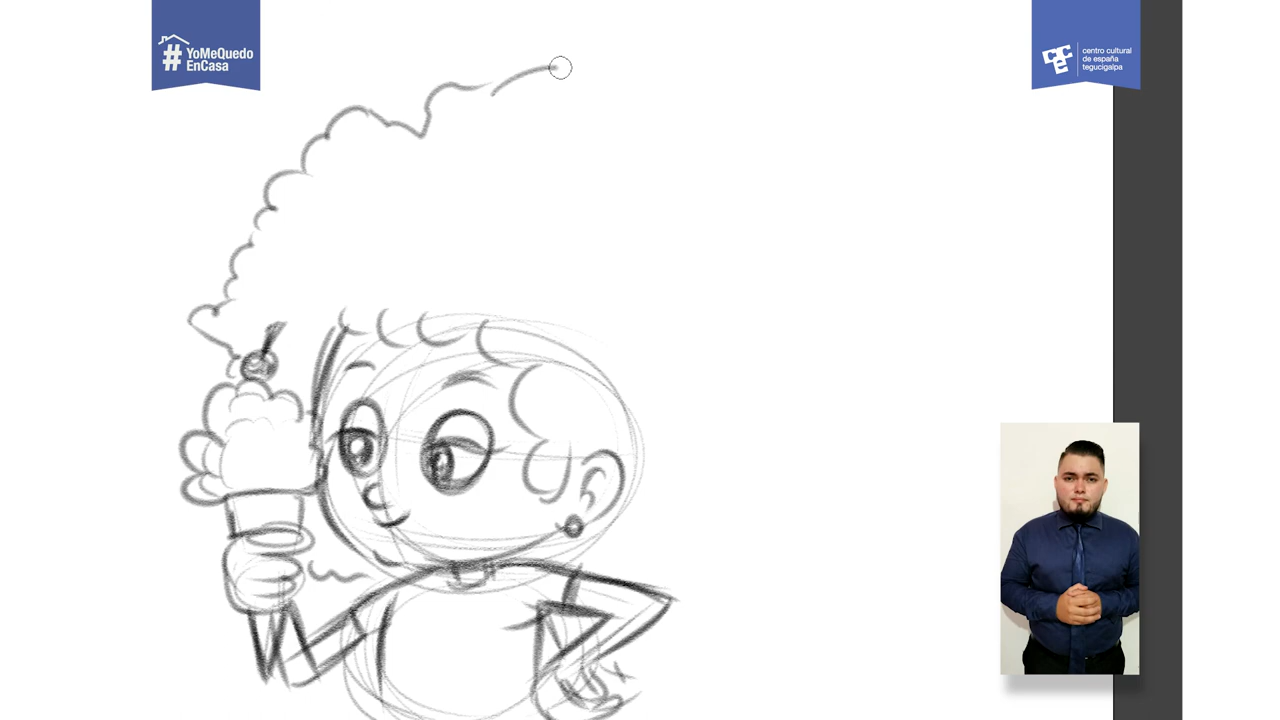 #YoMeQuedo
EnCasa
centro cultural
de españa
tegucigalpa